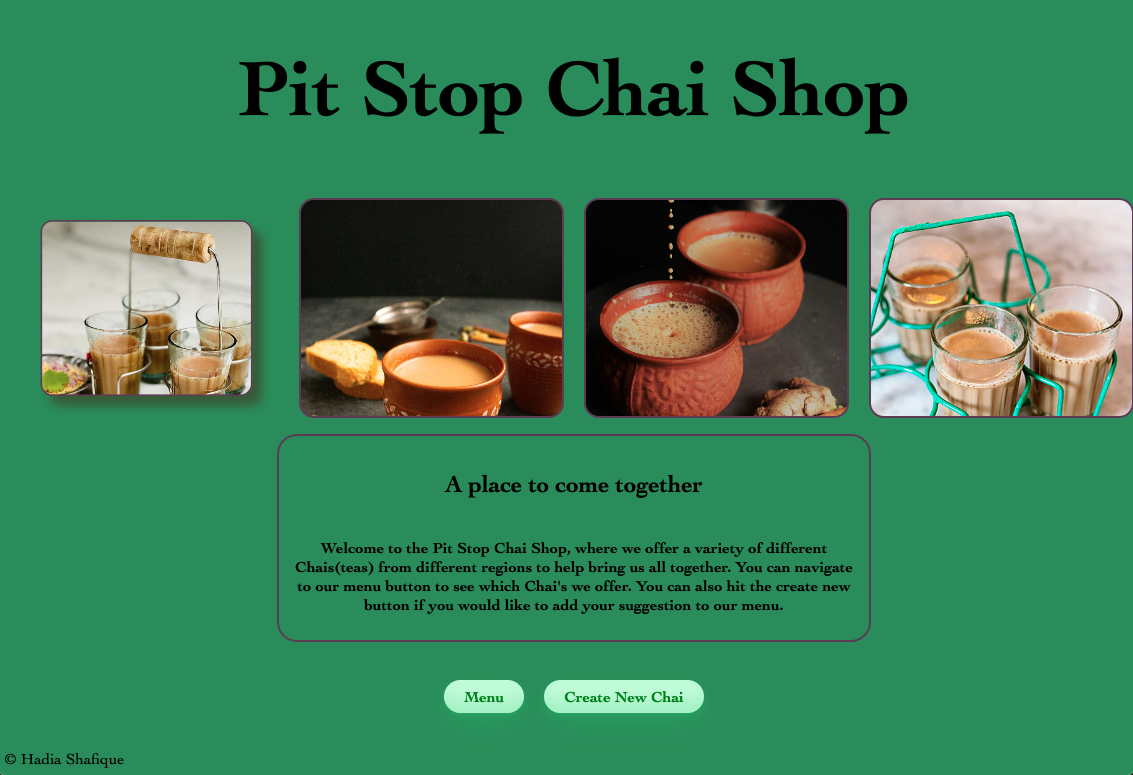 Pit Stop Chai Shop
A place to come together
Welcome to the Pit Stop Chai Shop, where we offer a variety of different
Chais(teas) from different regions to help bring us all together. You can navigate
to our menu button to see which Chai's we offer. You can also hit the create new
button if you would like to add your suggestion to our menu.
Menu
Create New Chai
© Hadia Shafique